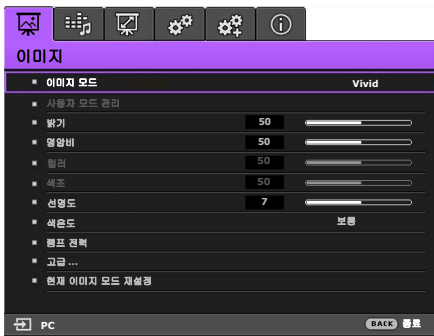 이미지
이미지 모드 Vivid
사용자 모드 관리
밝기 50
명암비 50
컬러 50
색조 50
선명도 7
색온도 보통
램프 전력
고급 ...
현재 이미지 모드 재설정
PC BACK 종료